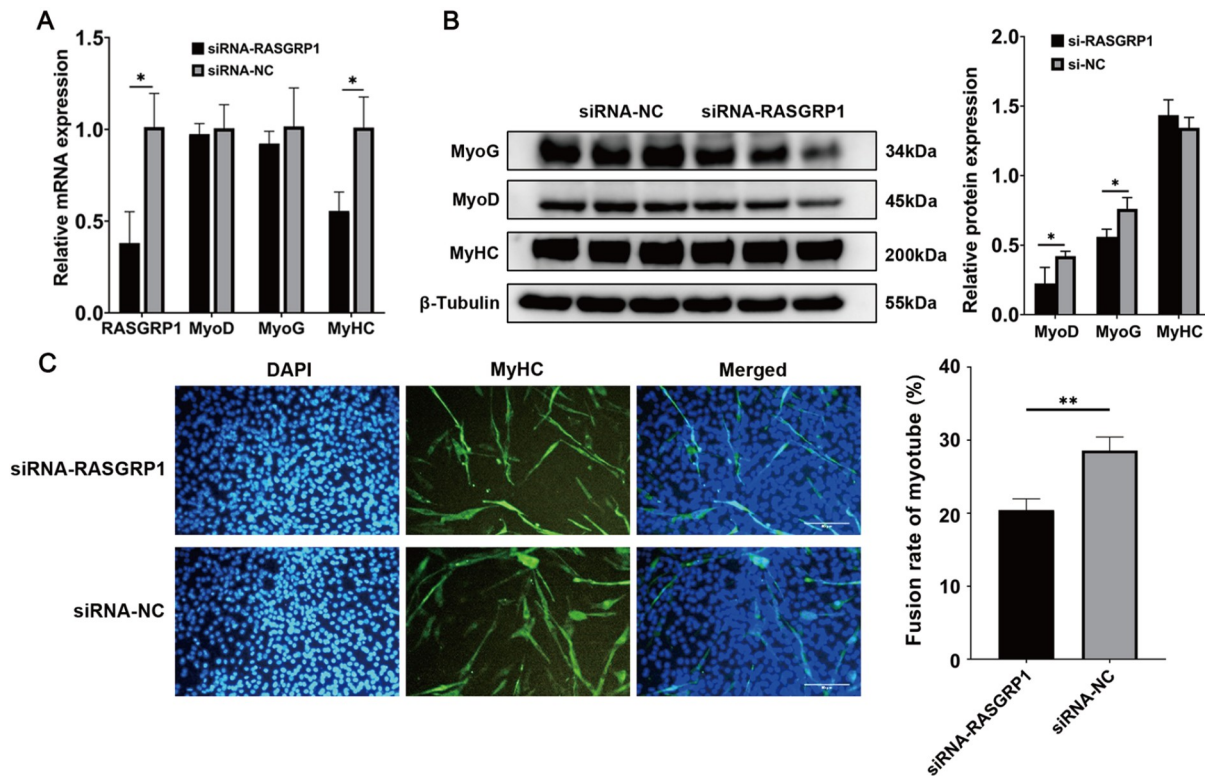 A
1.5
1.0
0.5
0.0
Relative mRNA expression
siRNA-RASGRP1
siRNA-NC
*
*
RASGRP1 MyoD MyoG MyHC
B
siRNA-NC siRNA-RASGRP1
MyoG 34kDa
MyoD 45kDa
MyHC 200kDa
β-Tubulin 55kDa
2.0
1.5
1.0
0.5
0.0
Relative protein expression
si-RASGRP1
si-NC
*
*
MyoD MyoG MyHC
C
DAPI MyHC Merged
siRNA-RASGRP1
siRNA-NC
40
30
20
10
0
Fusion rate of myotube (%)
**
siRNA-RASGRP1
siRNA-NC